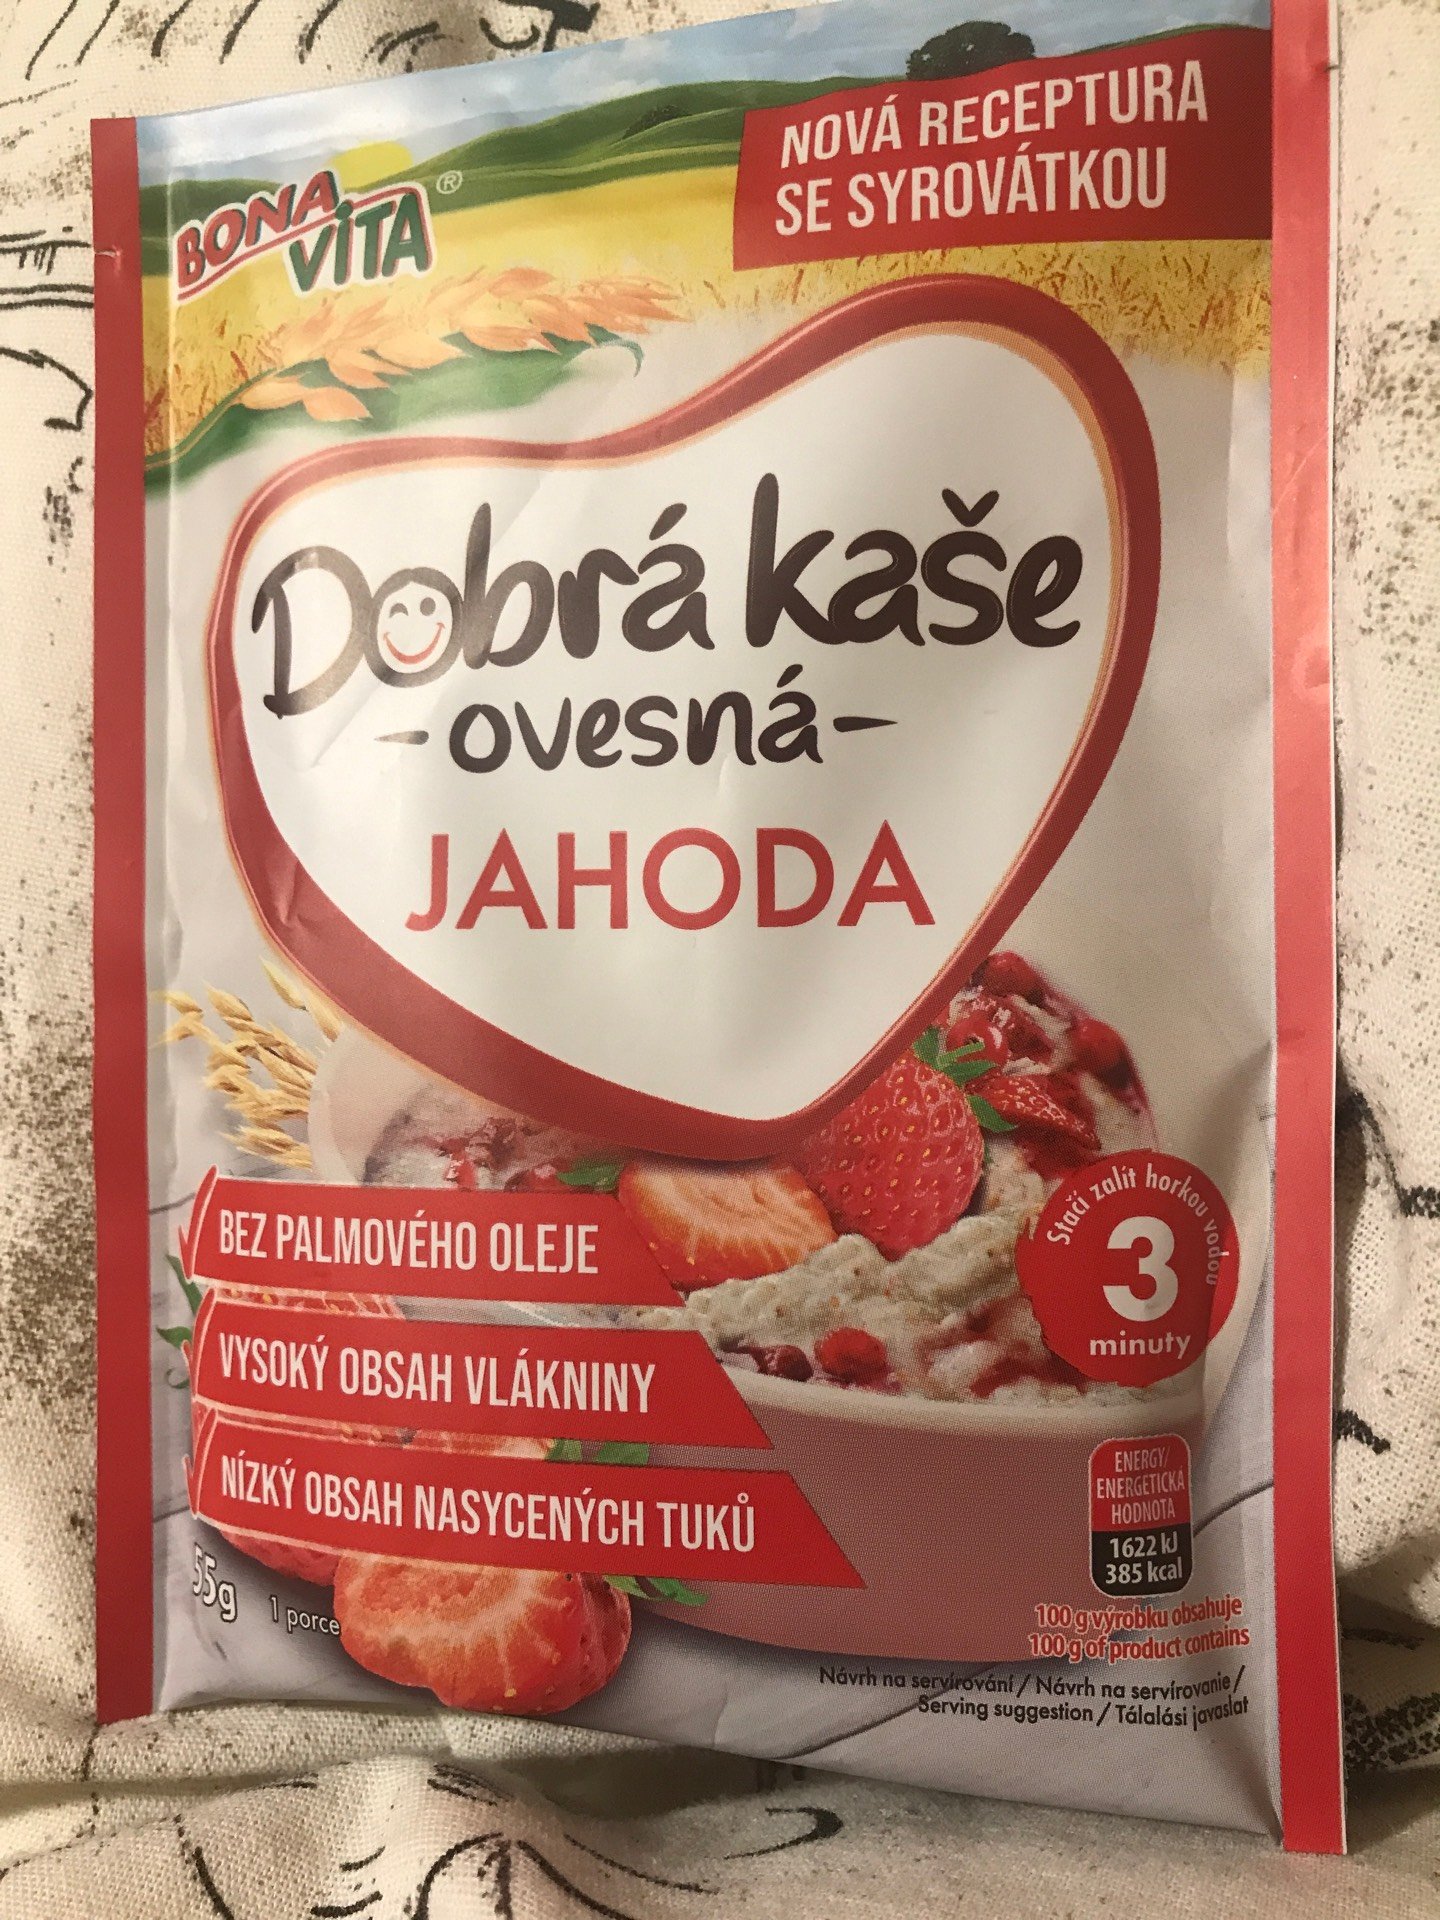 BONA
VITA®
NOVÁ RECEPTURA
SE SYROVÁTKOU
Dobrá kaše
-ovesná-
JAHODA
BEZ PALMOVÉHO OLEJE
VYSOKÝ OBSAH VLÁKNINY
NÍZKÝ OBSAH NASYCENÝCH TUKŮ
Stačí zalít horkou vodou
3
minuty
ENERGY/
ENERGETICKÁ
HODNOTA
1622 kJ
385 kcal
100 g výrobku obsahuje
100 g of product contains
55g
1 porce
Návrh na servírování / Návrh na servírovanie /
Serving suggestion / Tálalási javaslat